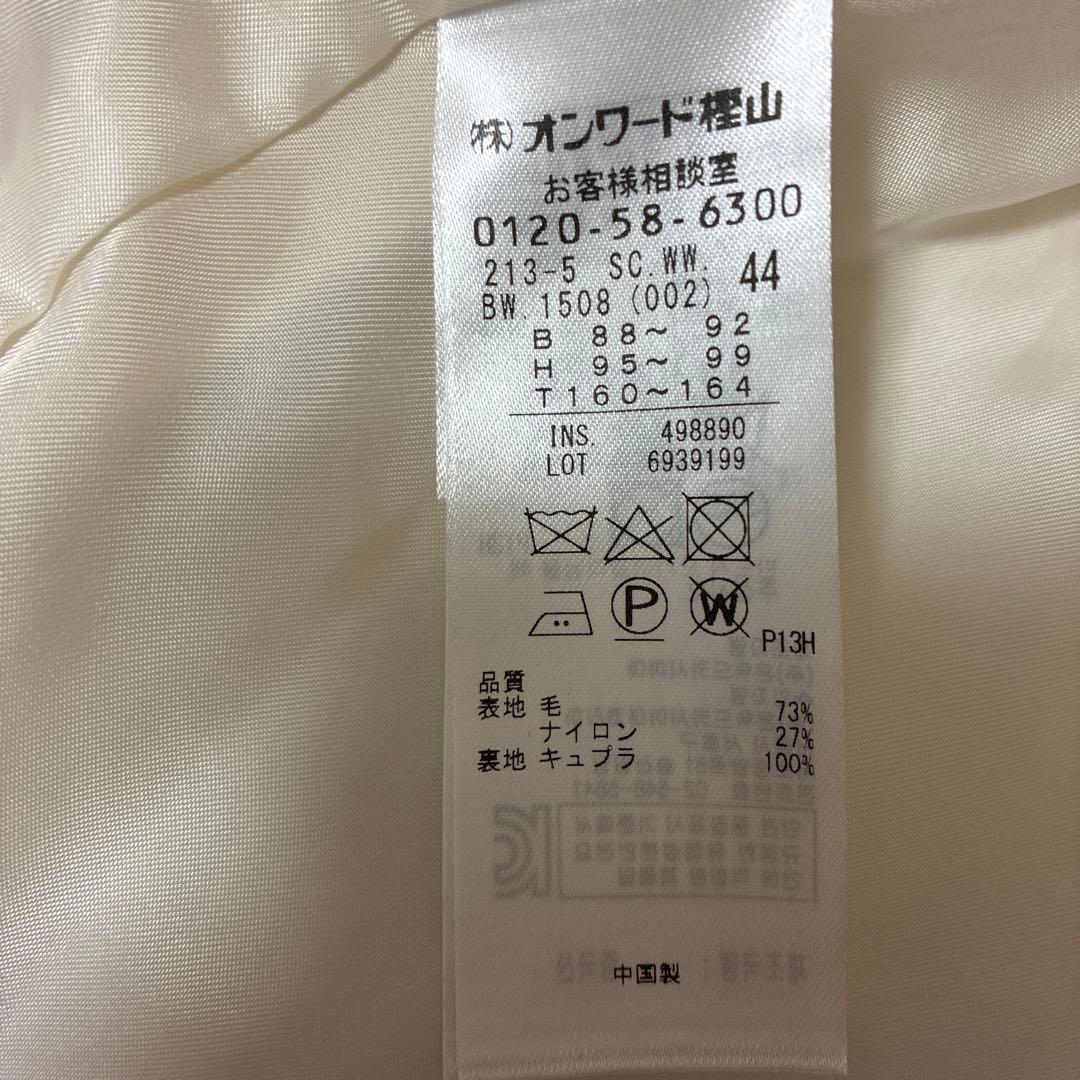 (株)オンワード樫山
お客様相談室
0120-58-6300
213-5 SC.WW. 44
BW.1508 (002)
B 88～ 92
H 95～ 99
T160～164
INS. 498890
LOT 6939199
P W
P13H
品質
表地 毛 73%
ナイロン 27%
裏地 キュプラ 100%
中国製